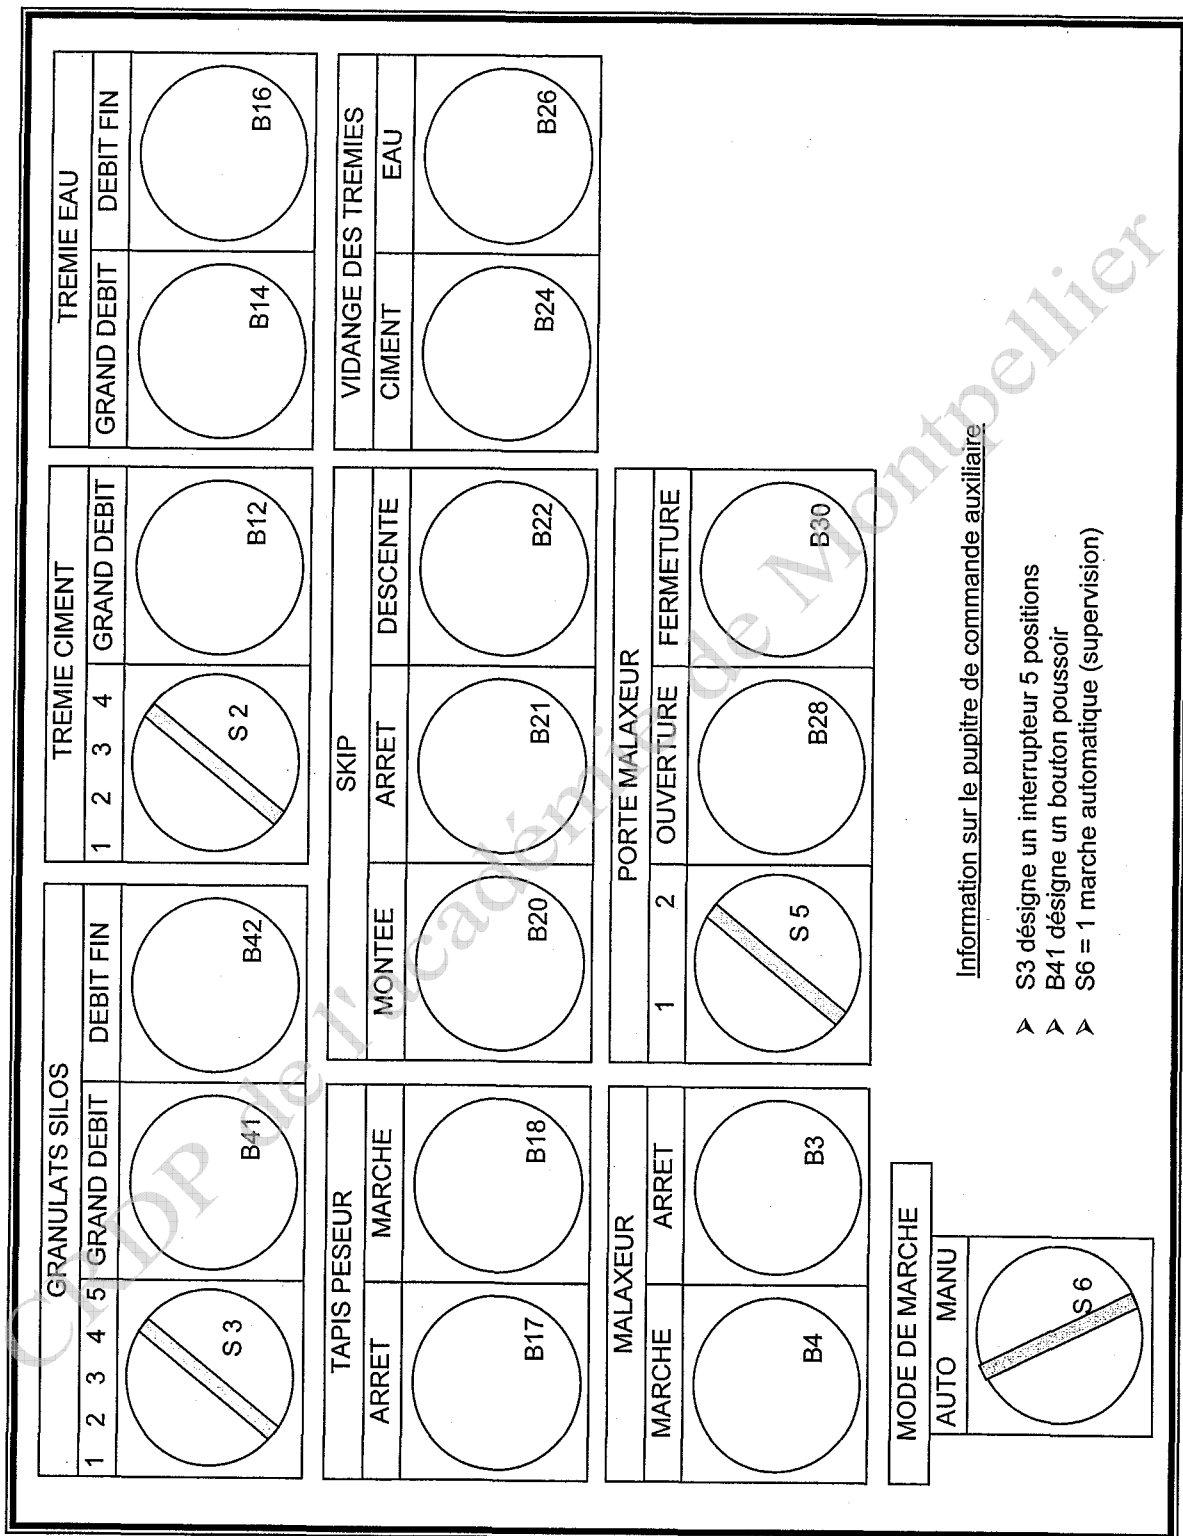 GRANULATS SILOS
1 2 3 4 5 GRAND DEBIT DEBIT FIN
S 3
B41
B42
TREMIE CIMENT
1 2 3 4 GRAND DEBIT
S 2
B12
TREMIE EAU
GRAND DEBIT DEBIT FIN
B14
B16
TAPIS PESEUR
ARRET MARCHE
B17
B18
SKIP
MONTEE ARRET DESCENTE
B20
B21
B22
VIDANGE DES TREMIES
CIMENT EAU
B24
B26
MALAXEUR
MARCHE ARRET
B4
B3
PORTE MALAXEUR
1 2 OUVERTURE FERMETURE
S 5
B28
B30
MODE DE MARCHE
AUTO MANU
S 6
Information sur le pupitre de commande auxiliaire
➤ S3 désigne un interrupteur 5 positions
➤ B41 désigne un bouton poussoir
➤ S6 = 1 marche automatique (supervision)
CRDP de l'académie de Montpellier